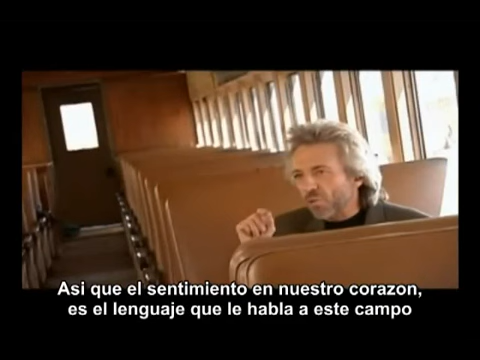 Asi que el sentimiento en nuestro corazon,
es el lenguaje que le habla a este campo